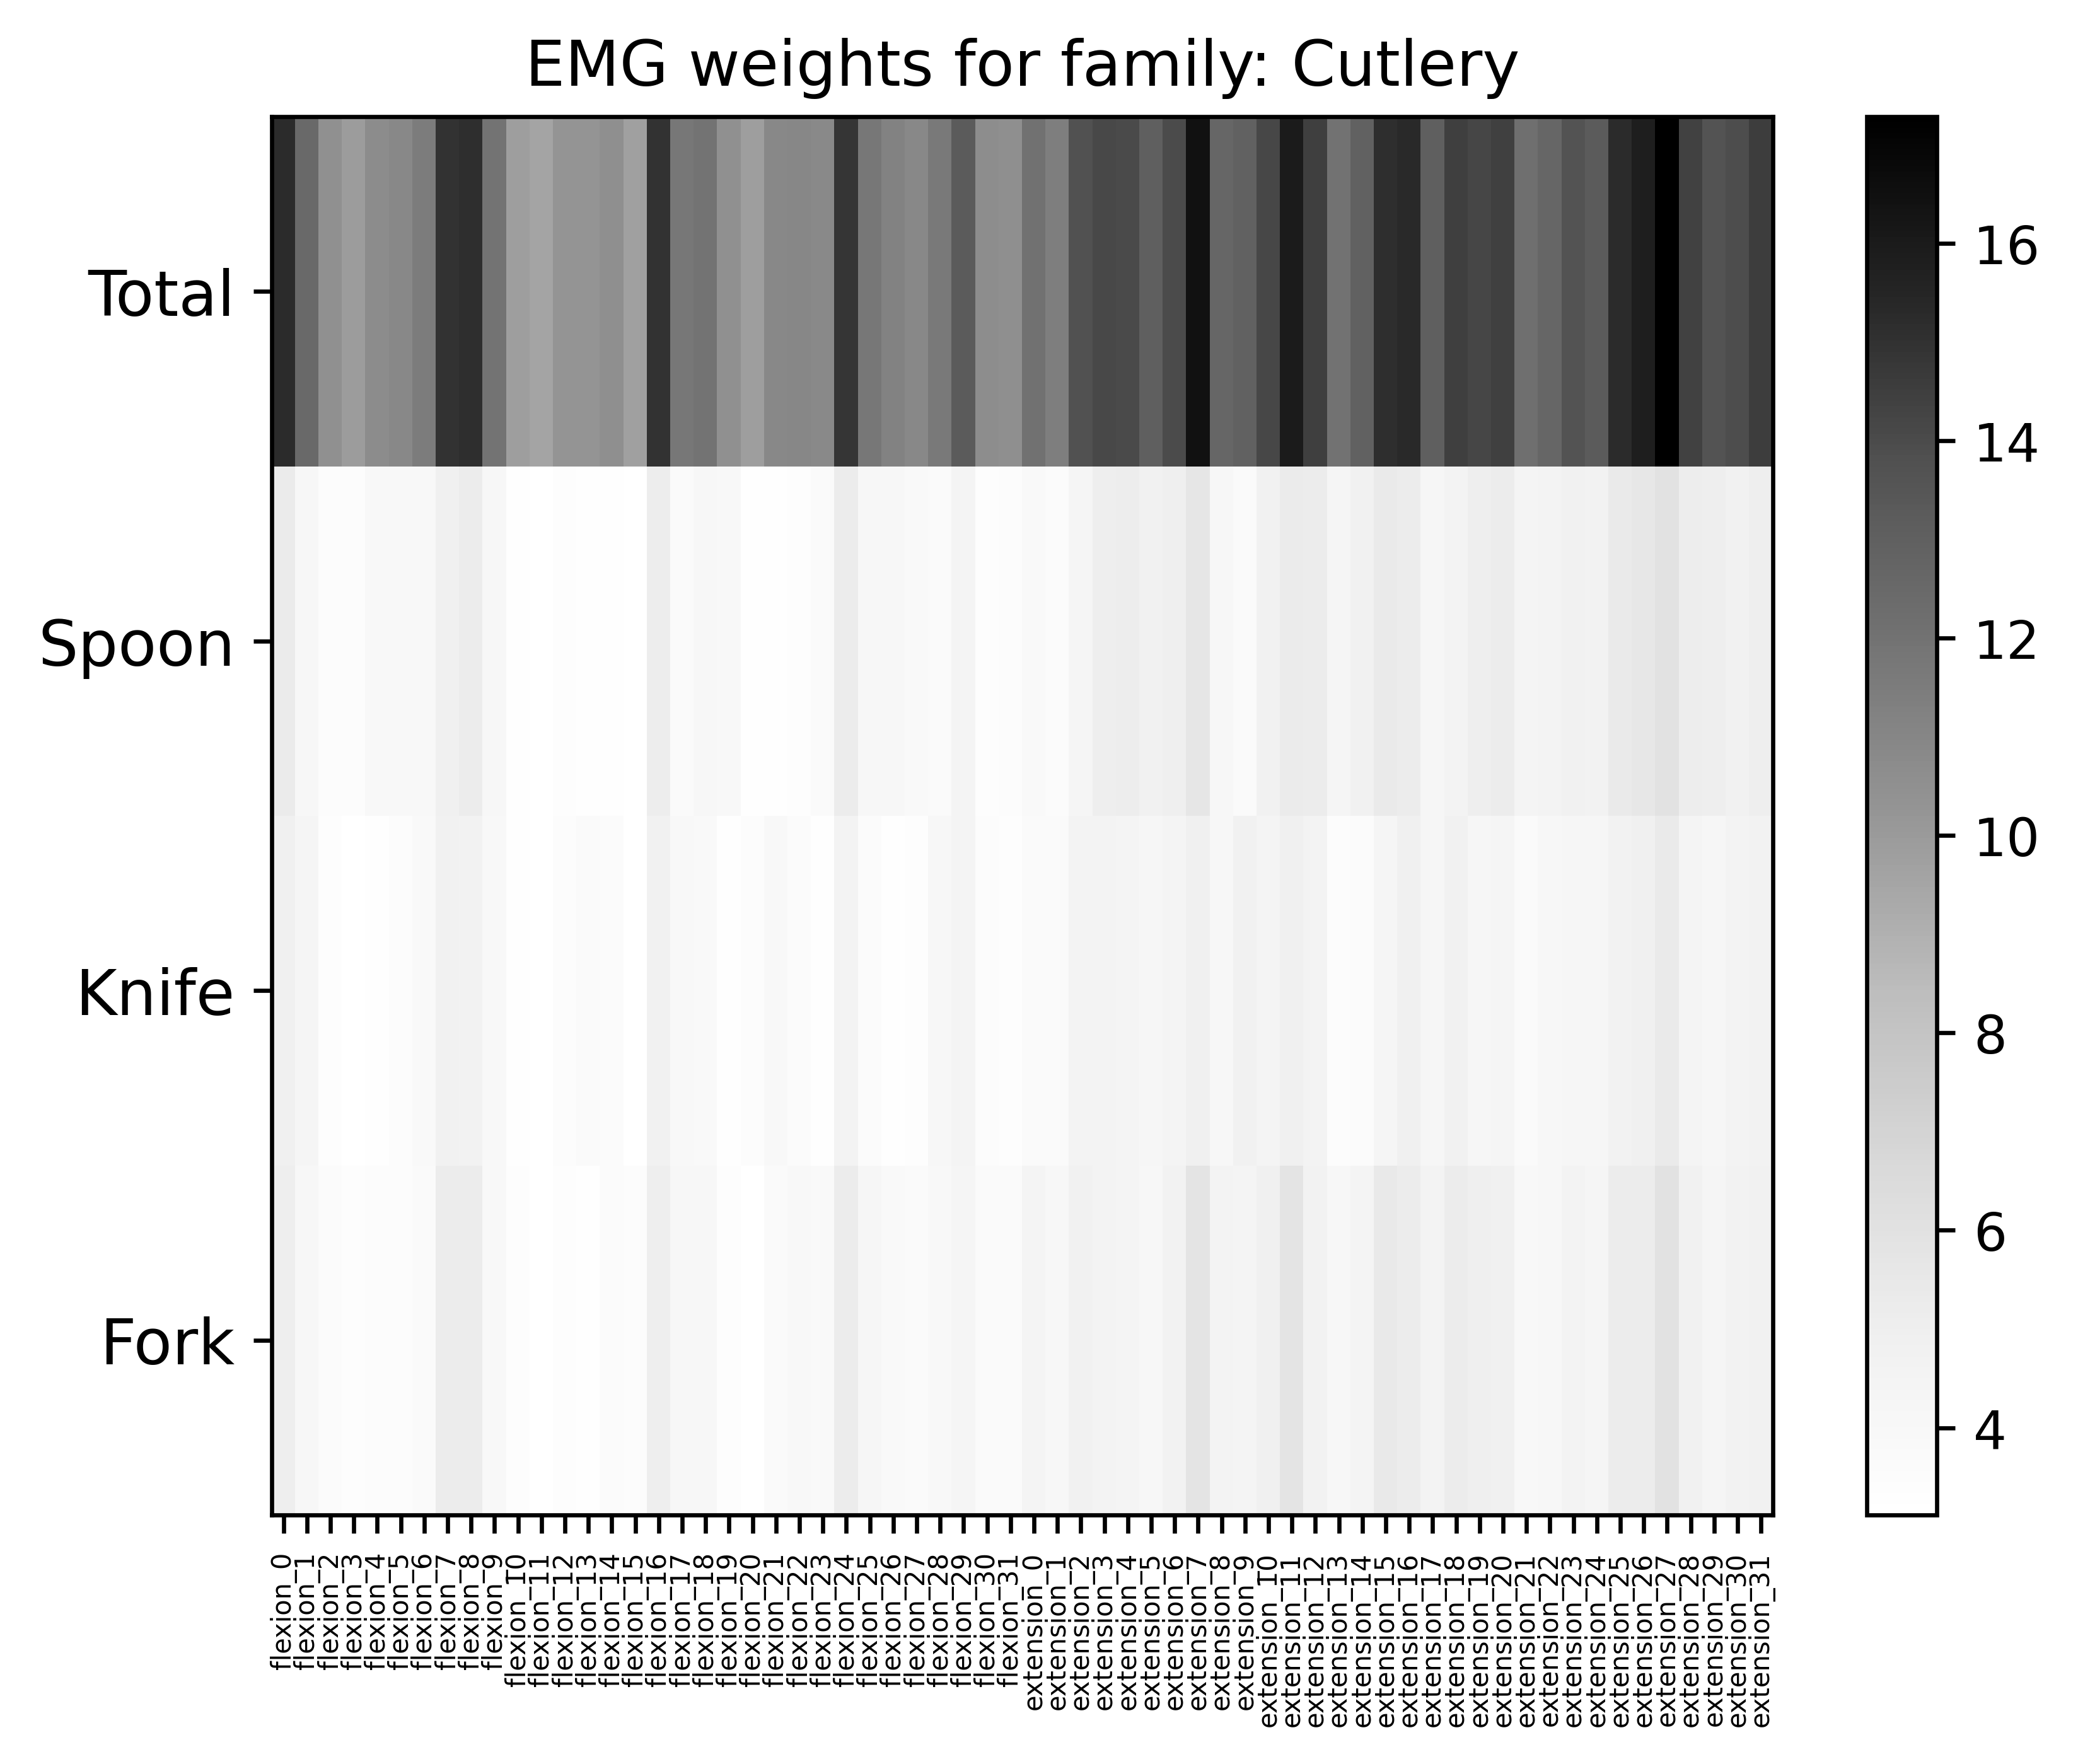 EMG weights for family: Cutlery
Total
Spoon
Knife
Fork
16
14
12
10
8
6
4
flexion_0
flexion_1
flexion_2
flexion_3
flexion_4
flexion_5
flexion_6
flexion_7
flexion_8
flexion_9
flexion_10
flexion_11
flexion_12
flexion_13
flexion_14
flexion_15
flexion_16
flexion_17
flexion_18
flexion_19
flexion_20
flexion_21
flexion_22
flexion_23
flexion_24
flexion_25
flexion_26
flexion_27
flexion_28
flexion_29
flexion_30
flexion_31
extension_0
extension_1
extension_2
extension_3
extension_4
extension_5
extension_6
extension_7
extension_8
extension_9
extension_10
extension_11
extension_12
extension_13
extension_14
extension_15
extension_16
extension_17
extension_18
extension_19
extension_20
extension_21
extension_22
extension_23
extension_24
extension_25
extension_26
extension_27
extension_28
extension_29
extension_30
extension_31